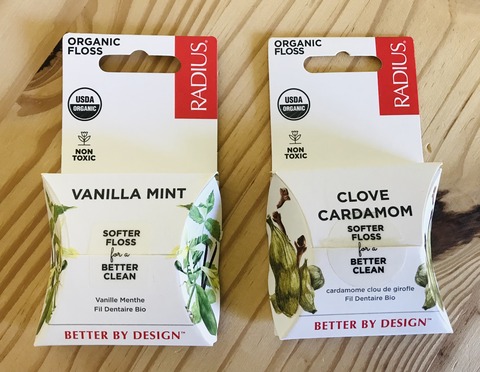 ORGANIC
FLOSS
RADIUS®
USDA
ORGANIC
NON
TOXIC
VANILLA MINT
SOFTER
FLOSS
for a
BETTER
CLEAN
Vanille Menthe
Fil Dentaire Bio
BETTER BY DESIGN™
ORGANIC
FLOSS
RADIUS®
USDA
ORGANIC
NON
TOXIC
CLOVE
CARDAMOM
SOFTER
FLOSS
for a
BETTER
CLEAN
cardamome clou de girofle
Fil Dentaire Bio
BETTER BY DESIGN™